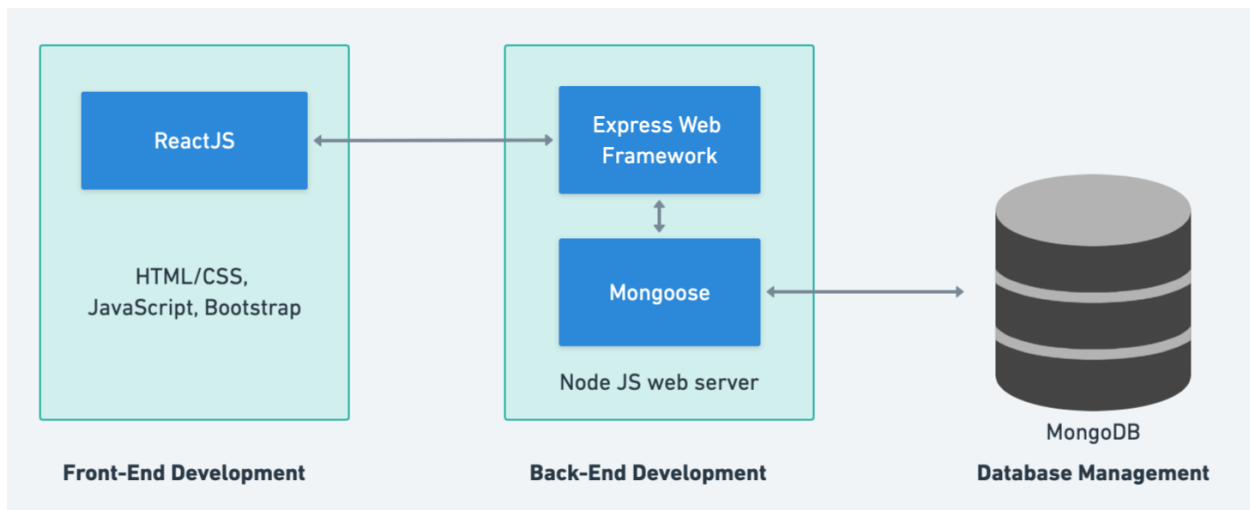 ReactJS
HTML/CSS,
JavaScript, Bootstrap
Front-End Development
Express Web
Framework
Mongoose
Node JS web server
Back-End Development
MongoDB
Database Management